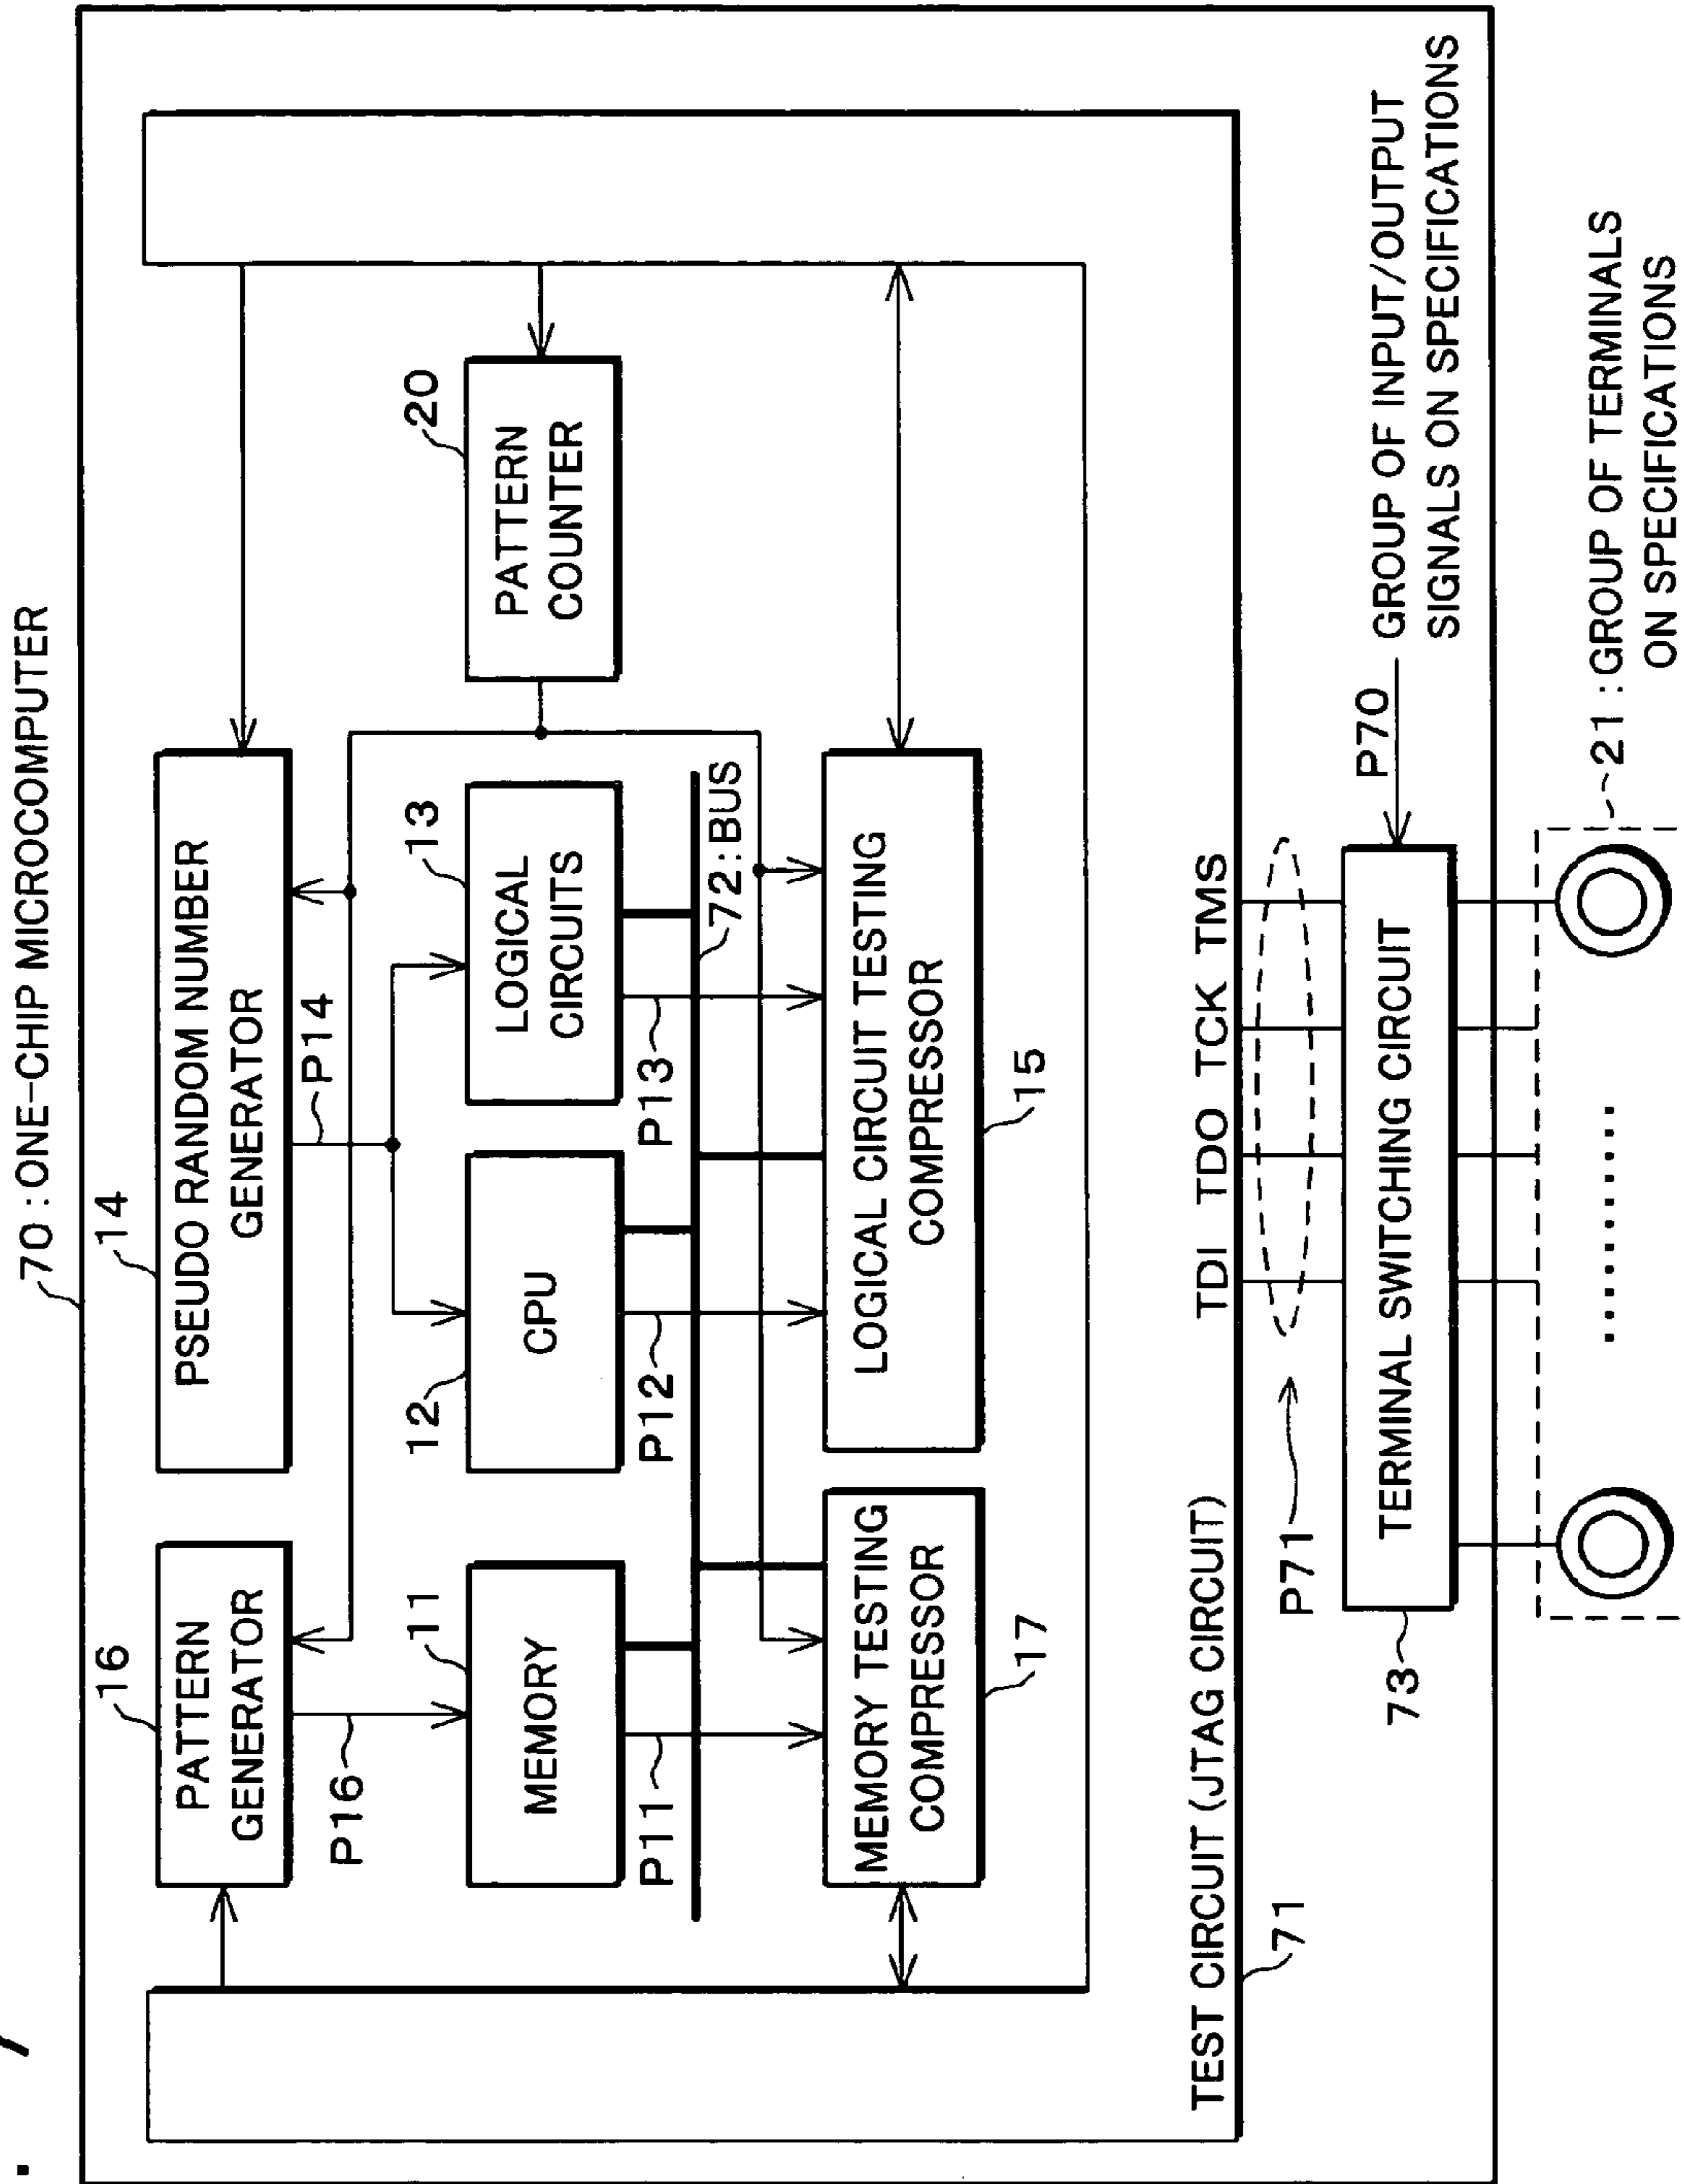 7
70 : ONE-CHIP MICROCOMPUTER
16
14
PATTERN
GENERATOR
PSEUDO RANDOM NUMBER
GENERATOR
P16
P14
11
12
13
20
MEMORY
CPU
LOGICAL
CIRCUITS
PATTERN
COUNTER
P11
P12
P13
72 : BUS
MEMORY TESTING
COMPRESSOR
LOGICAL CIRCUIT TESTING
COMPRESSOR
17
15
TEST CIRCUIT (JTAG CIRCUIT)
TDI TDO TCK TMS
71
P71
P70
GROUP OF INPUT/OUTPUT
SIGNALS ON SPECIFICATIONS
TERMINAL SWITCHING CIRCUIT
73
21 : GROUP OF TERMINALS
ON SPECIFICATIONS